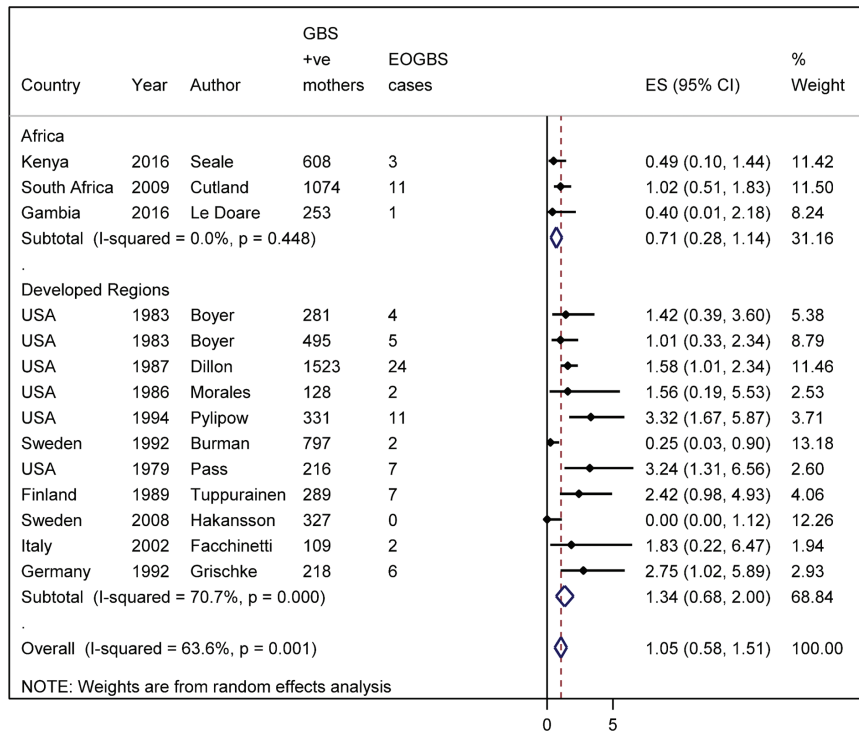 GBS
+ve EOGBS %
Country Year Author mothers cases ES (95% CI) Weight
Africa
Kenya 2016 Seale 608 3 0.49 (0.10, 1.44) 11.42
South Africa 2009 Cutland 1074 11 1.02 (0.51, 1.83) 11.50
Gambia 2016 Le Doare 253 1 0.40 (0.01, 2.18) 8.24
Subtotal (I-squared = 0.0%, p = 0.448) 0.71 (0.28, 1.14) 31.16
.
Developed Regions
USA 1983 Boyer 281 4 1.42 (0.39, 3.60) 5.38
USA 1983 Boyer 495 5 1.01 (0.33, 2.34) 8.79
USA 1987 Dillon 1523 24 1.58 (1.01, 2.34) 11.46
USA 1986 Morales 128 2 1.56 (0.19, 5.53) 2.53
USA 1994 Pylipow 331 11 3.32 (1.67, 5.87) 3.71
Sweden 1992 Burman 797 2 0.25 (0.03, 0.90) 13.18
USA 1979 Pass 216 7 3.24 (1.31, 6.56) 2.60
Finland 1989 Tuppurainen 289 7 2.42 (0.98, 4.93) 4.06
Sweden 2008 Hakansson 327 0 0.00 (0.00, 1.12) 12.26
Italy 2002 Facchinetti 109 2 1.83 (0.22, 6.47) 1.94
Germany 1992 Grischke 218 6 2.75 (1.02, 5.89) 2.93
Subtotal (I-squared = 70.7%, p = 0.000) 1.34 (0.68, 2.00) 68.84
.
Overall (I-squared = 63.6%, p = 0.001) 1.05 (0.58, 1.51) 100.00
NOTE: Weights are from random effects analysis
0 5